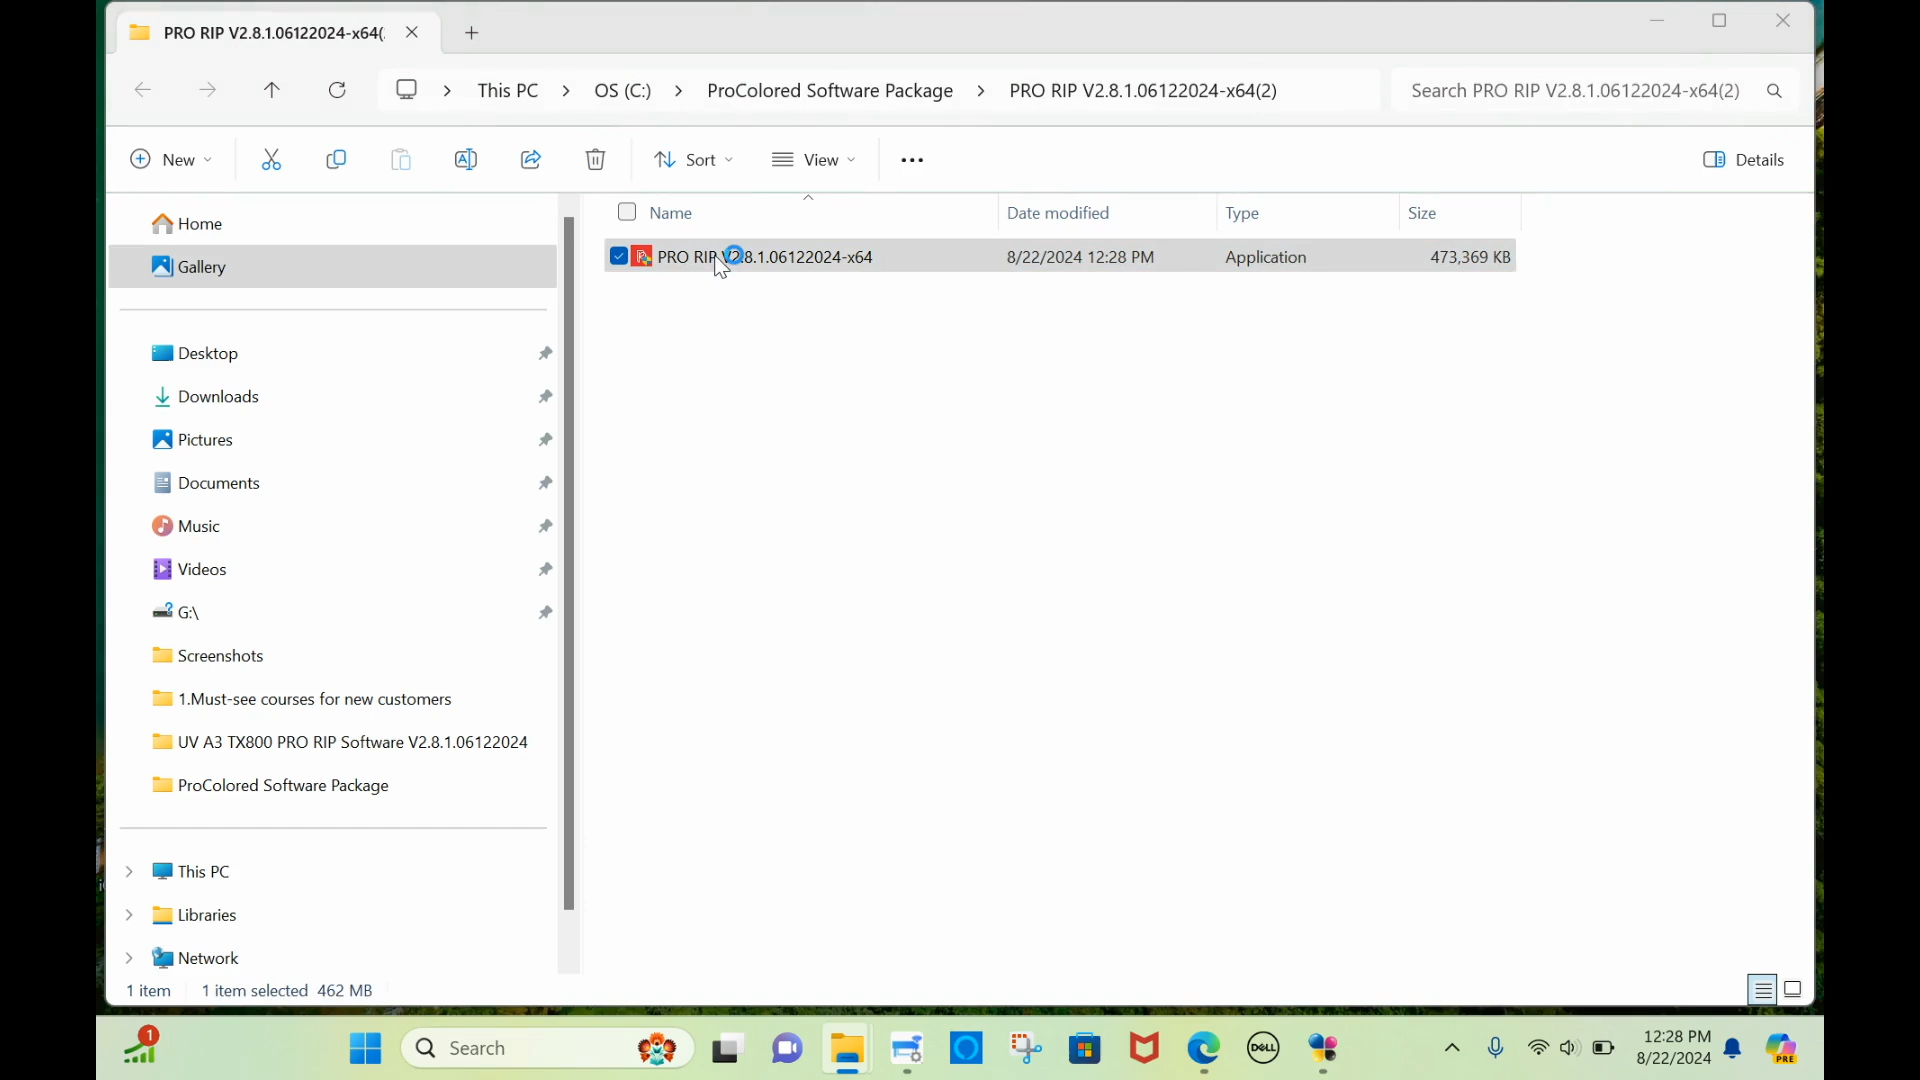 PRO RIP V2.8.1.06122024-x64(
This PC > OS (C:) > ProColored Software Package > PRO RIP V2.8.1.06122024-x64(2)
Search PRO RIP V2.8.1.06122024-x64(2)
New
Sort
View
Details
Name
Date modified
Type
Size
PRO RIP V2.8.1.06122024-x64
8/22/2024 12:28 PM
Application
473,369 KB
Home
Gallery
Desktop
Downloads
Pictures
Documents
Music
Videos
G:\
Screenshots
1.Must-see courses for new customers
UV A3 TX800 PRO RIP Software V2.8.1.06122024
ProColored Software Package
This PC
Libraries
Network
1 item
1 item selected 462 MB
1
Search
DELL
12:28 PM
8/22/2024
PRE